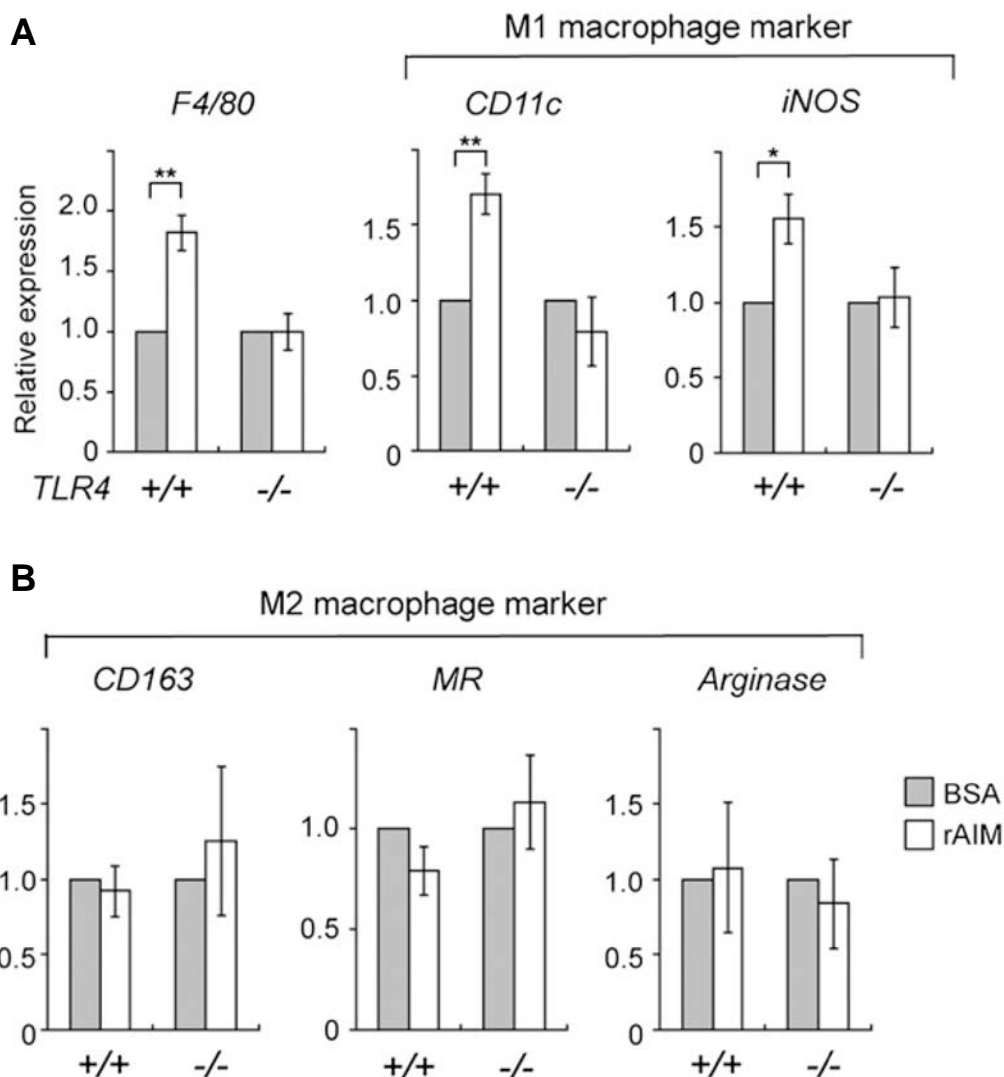 A
M1 macrophage marker
F4/80
CD11c
iNOS
**
**
*
Relative expression
2.0
1.5
1.0
0.5
0
1.5
1.0
0.5
0
1.5
1.0
0.5
0
TLR4 +/+ -/- +/+ -/- +/+ -/-
B
M2 macrophage marker
CD163
MR
Arginase
1.5
1.0
0.5
0
1.0
0.5
0
1.5
1.0
0.5
0
BSA
rAIM
+/+ -/- +/+ -/- +/+ -/-